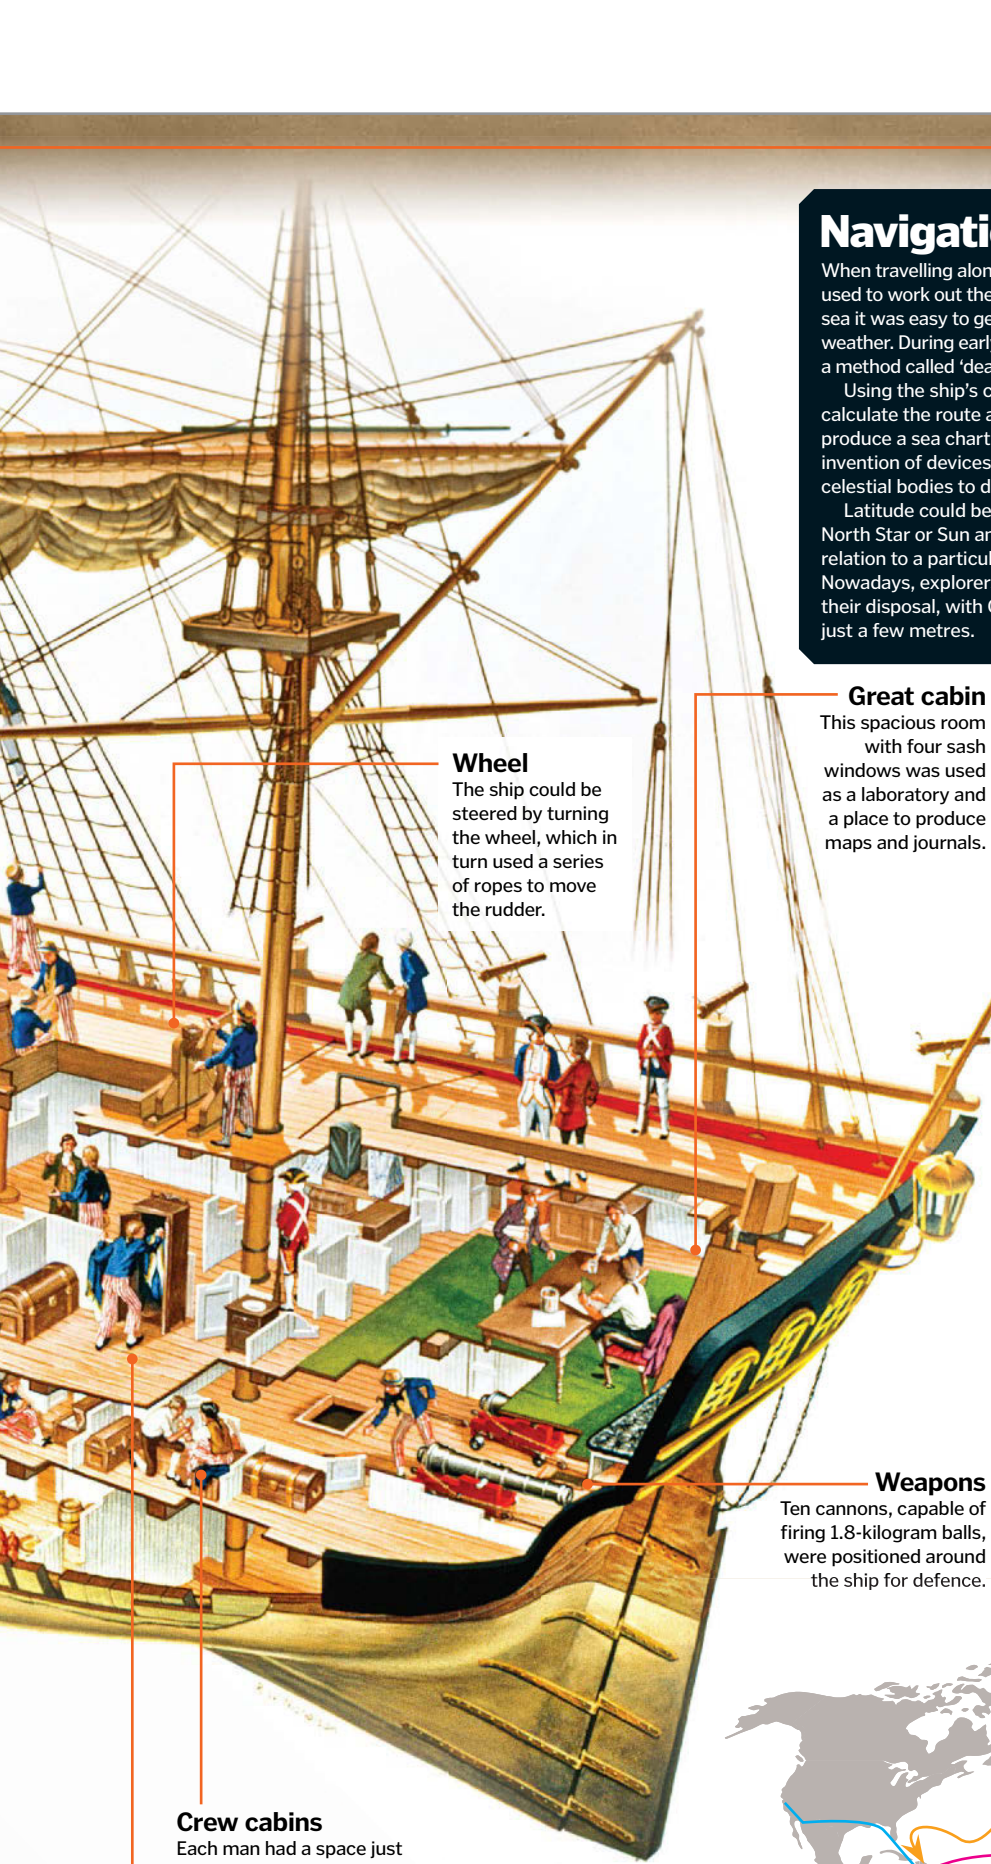 Navigati
When travelling alon
used to work out the
sea it was easy to ge
weather. During earl
a method called ‘dea
Using the ship’s c
calculate the route a
produce a sea chart
invention of devices
celestial bodies to d
Latitude could be
North Star or Sun an
relation to a particul
Nowadays, explorer
their disposal, with
just a few metres.
Great cabin
This spacious room
with four sash
windows was used
as a laboratory and
a place to produce
maps and journals.
Wheel
The ship could be
steered by turning
the wheel, which in
turn used a series
of ropes to move
the rudder.
Weapons
Ten cannons, capable of
firing 1.8-kilogram balls,
were positioned around
the ship for defence.
Crew cabins
Each man had a space just